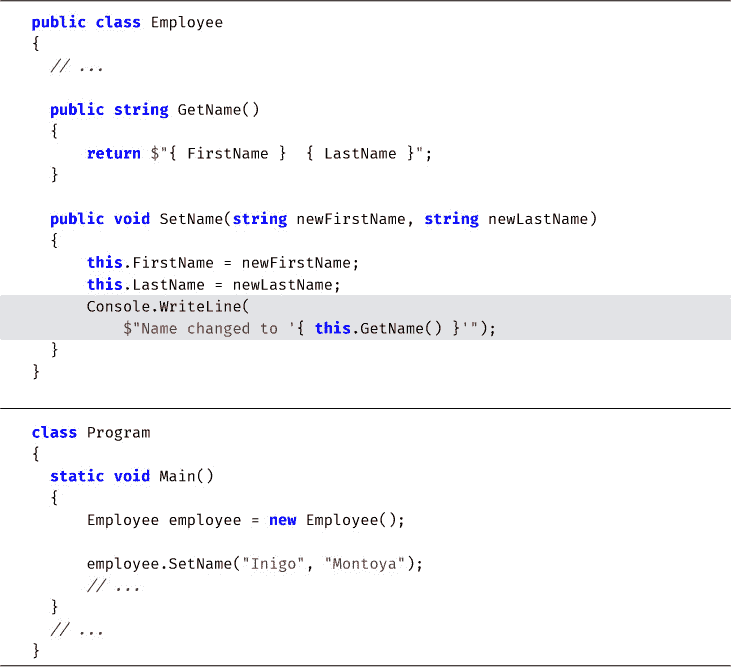 public class Employee
{
  // ...
  public string GetName()
  {
      return $"{ FirstName }  { LastName }";
  }
  public void SetName(string newFirstName, string newLastName)
  {
      this.FirstName = newFirstName;
      this.LastName = newLastName;
      Console.WriteLine(
          $"Name changed to '{ this.GetName() }'");
  }
}
class Program
{
  static void Main()
  {
      Employee employee = new Employee();
      employee.SetName("Inigo", "Montoya");
      // ...
  }
  // ...
}